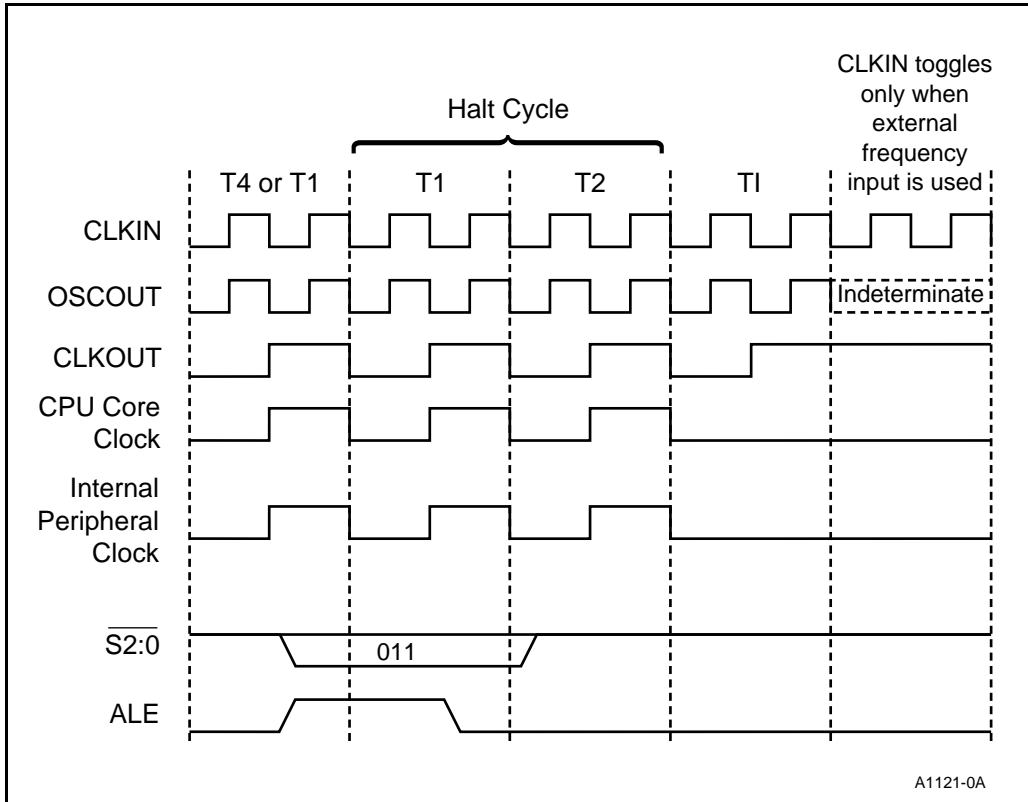 CLKIN toggles
only when
external
frequency
input is used
Halt Cycle
T4 or T1 T1 T2 TI
CLKIN
OSCOUT
Indeterminate
CLKOUT
CPU Core
Clock
Internal
Peripheral
Clock
S2:0
011
ALE
A1121-0A